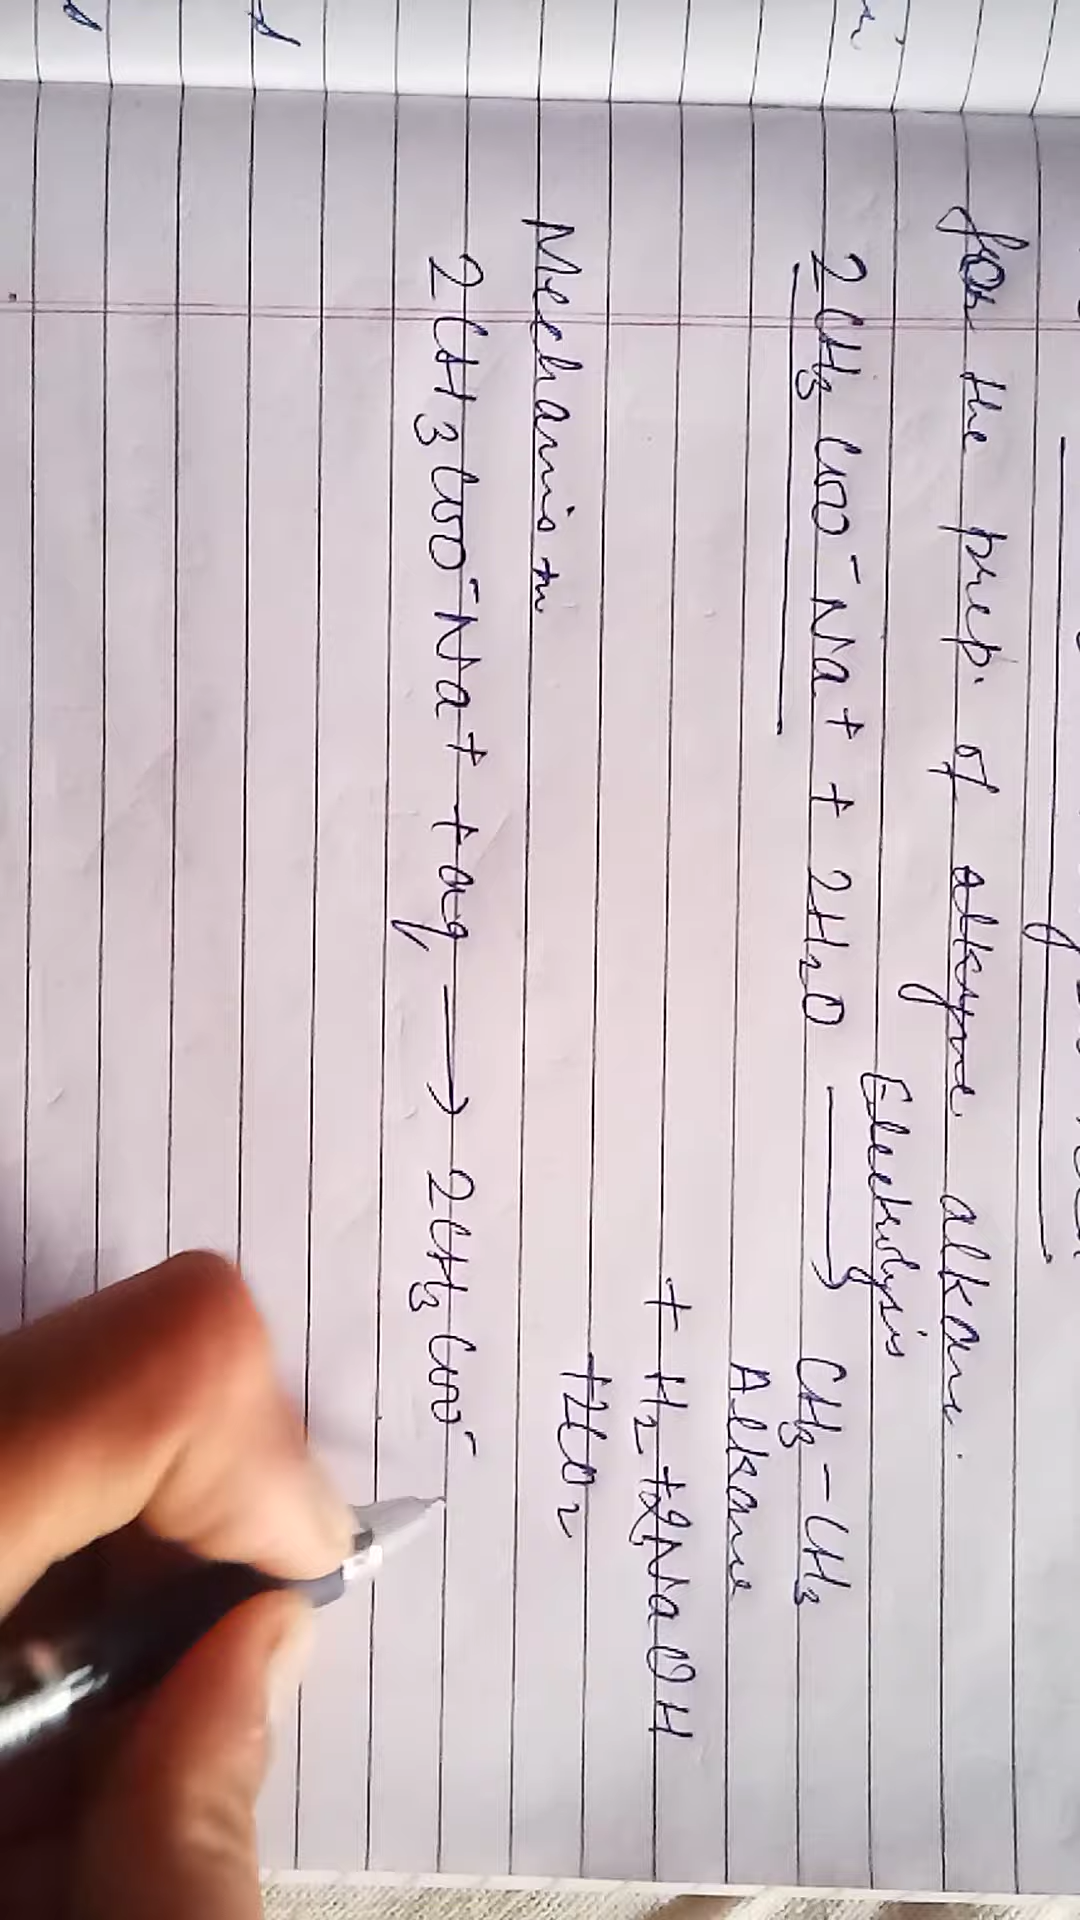 for the prep. of alkyne alkane.
Electrolysis
2CH3COO⁻Na⁺ + 2H2O ⟶ CH3-CH3
Alkane
+ H2 + 2NaOH
+2CO2
Mechanism
2CH3COO⁻Na⁺ + aq ⟶ 2CH3COO⁻